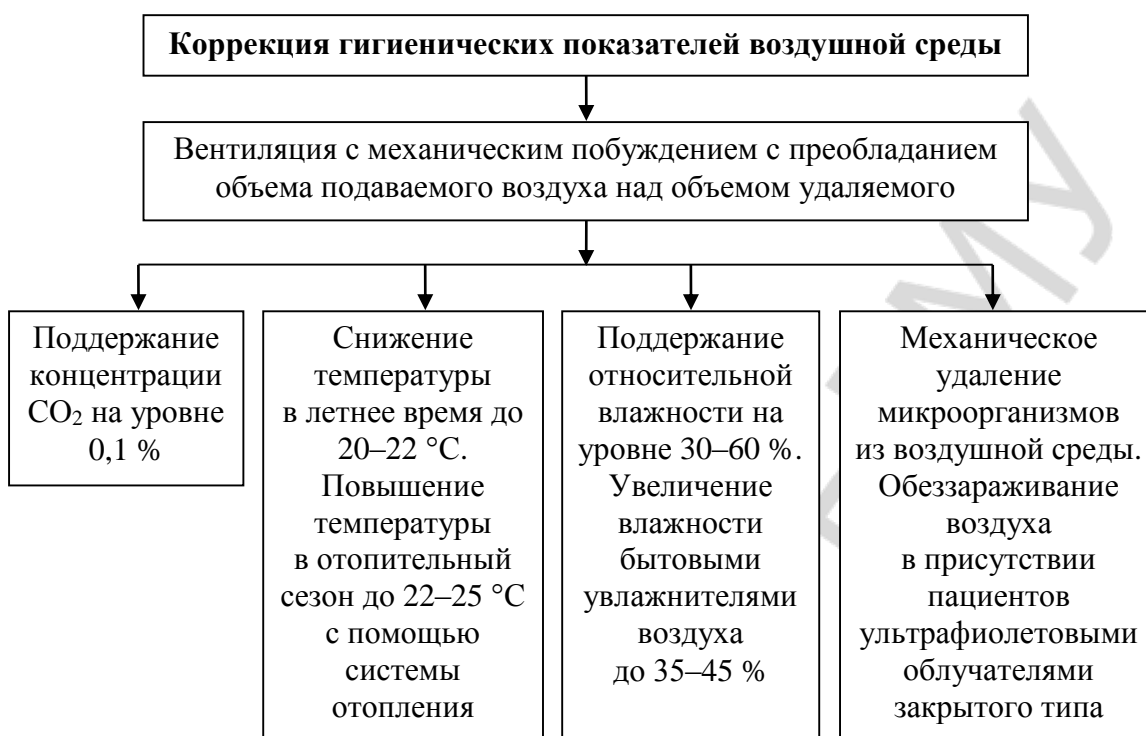 Коррекция гигиенических показателей воздушной среды
Вентиляция с механическим побуждением с преобладанием
объема подаваемого воздуха над объемом удаляемого
Поддержание
концентрации
CO₂ на уровне
0,1 %
Снижение
температуры
в летнее время до
20–22 °C.
Повышение
температуры
в отопительный
сезон до 22–25 °C
с помощью
системы
отопления
Поддержание
относительной
влажности на
уровне 30–60 %.
Увеличение
влажности
бытовыми
увлажнителями
воздуха
до 35–45 %
Механическое
удаление
микроорганизмов
из воздушной среды.
Обеззараживание
воздуха
в присутствии
пациентов
ультрафиолетовыми
облучателями
закрытого типа